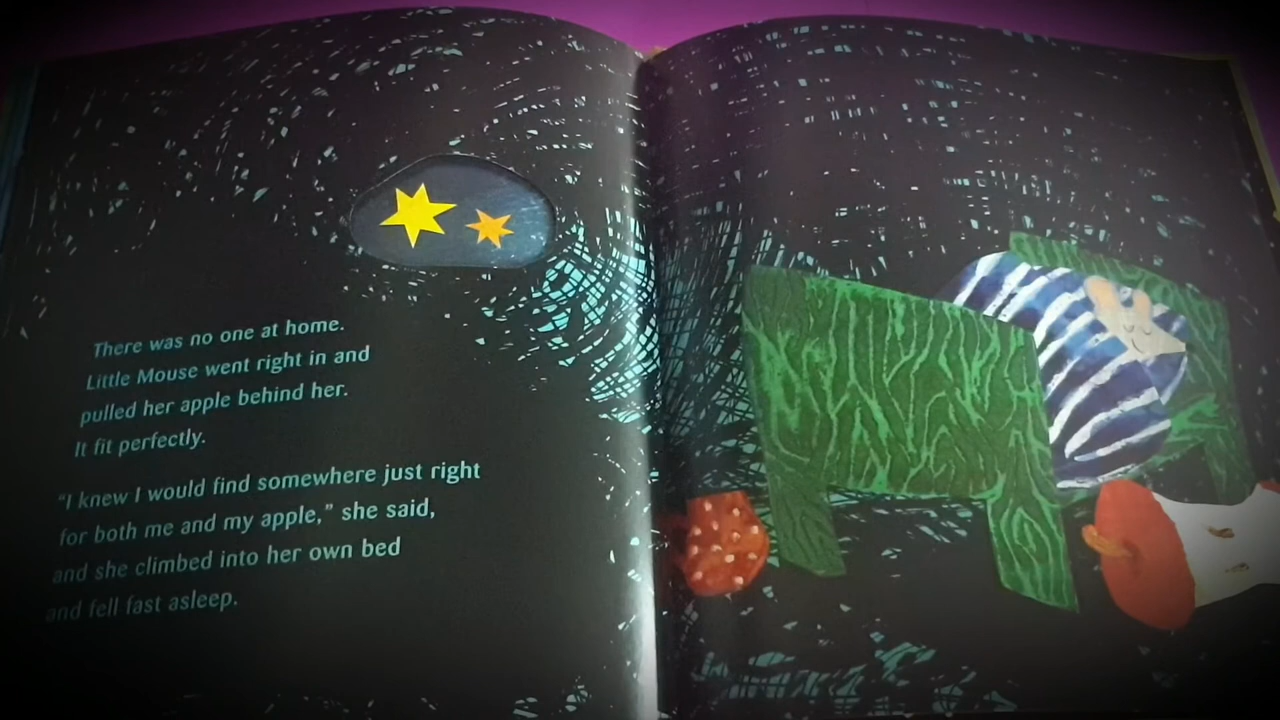 There was no one at home.
Little Mouse went right in and
pulled her apple behind her.
It fit perfectly.
“I knew I would find somewhere just right
for both me and my apple,” she said,
and she climbed into her own bed
and fell fast asleep.